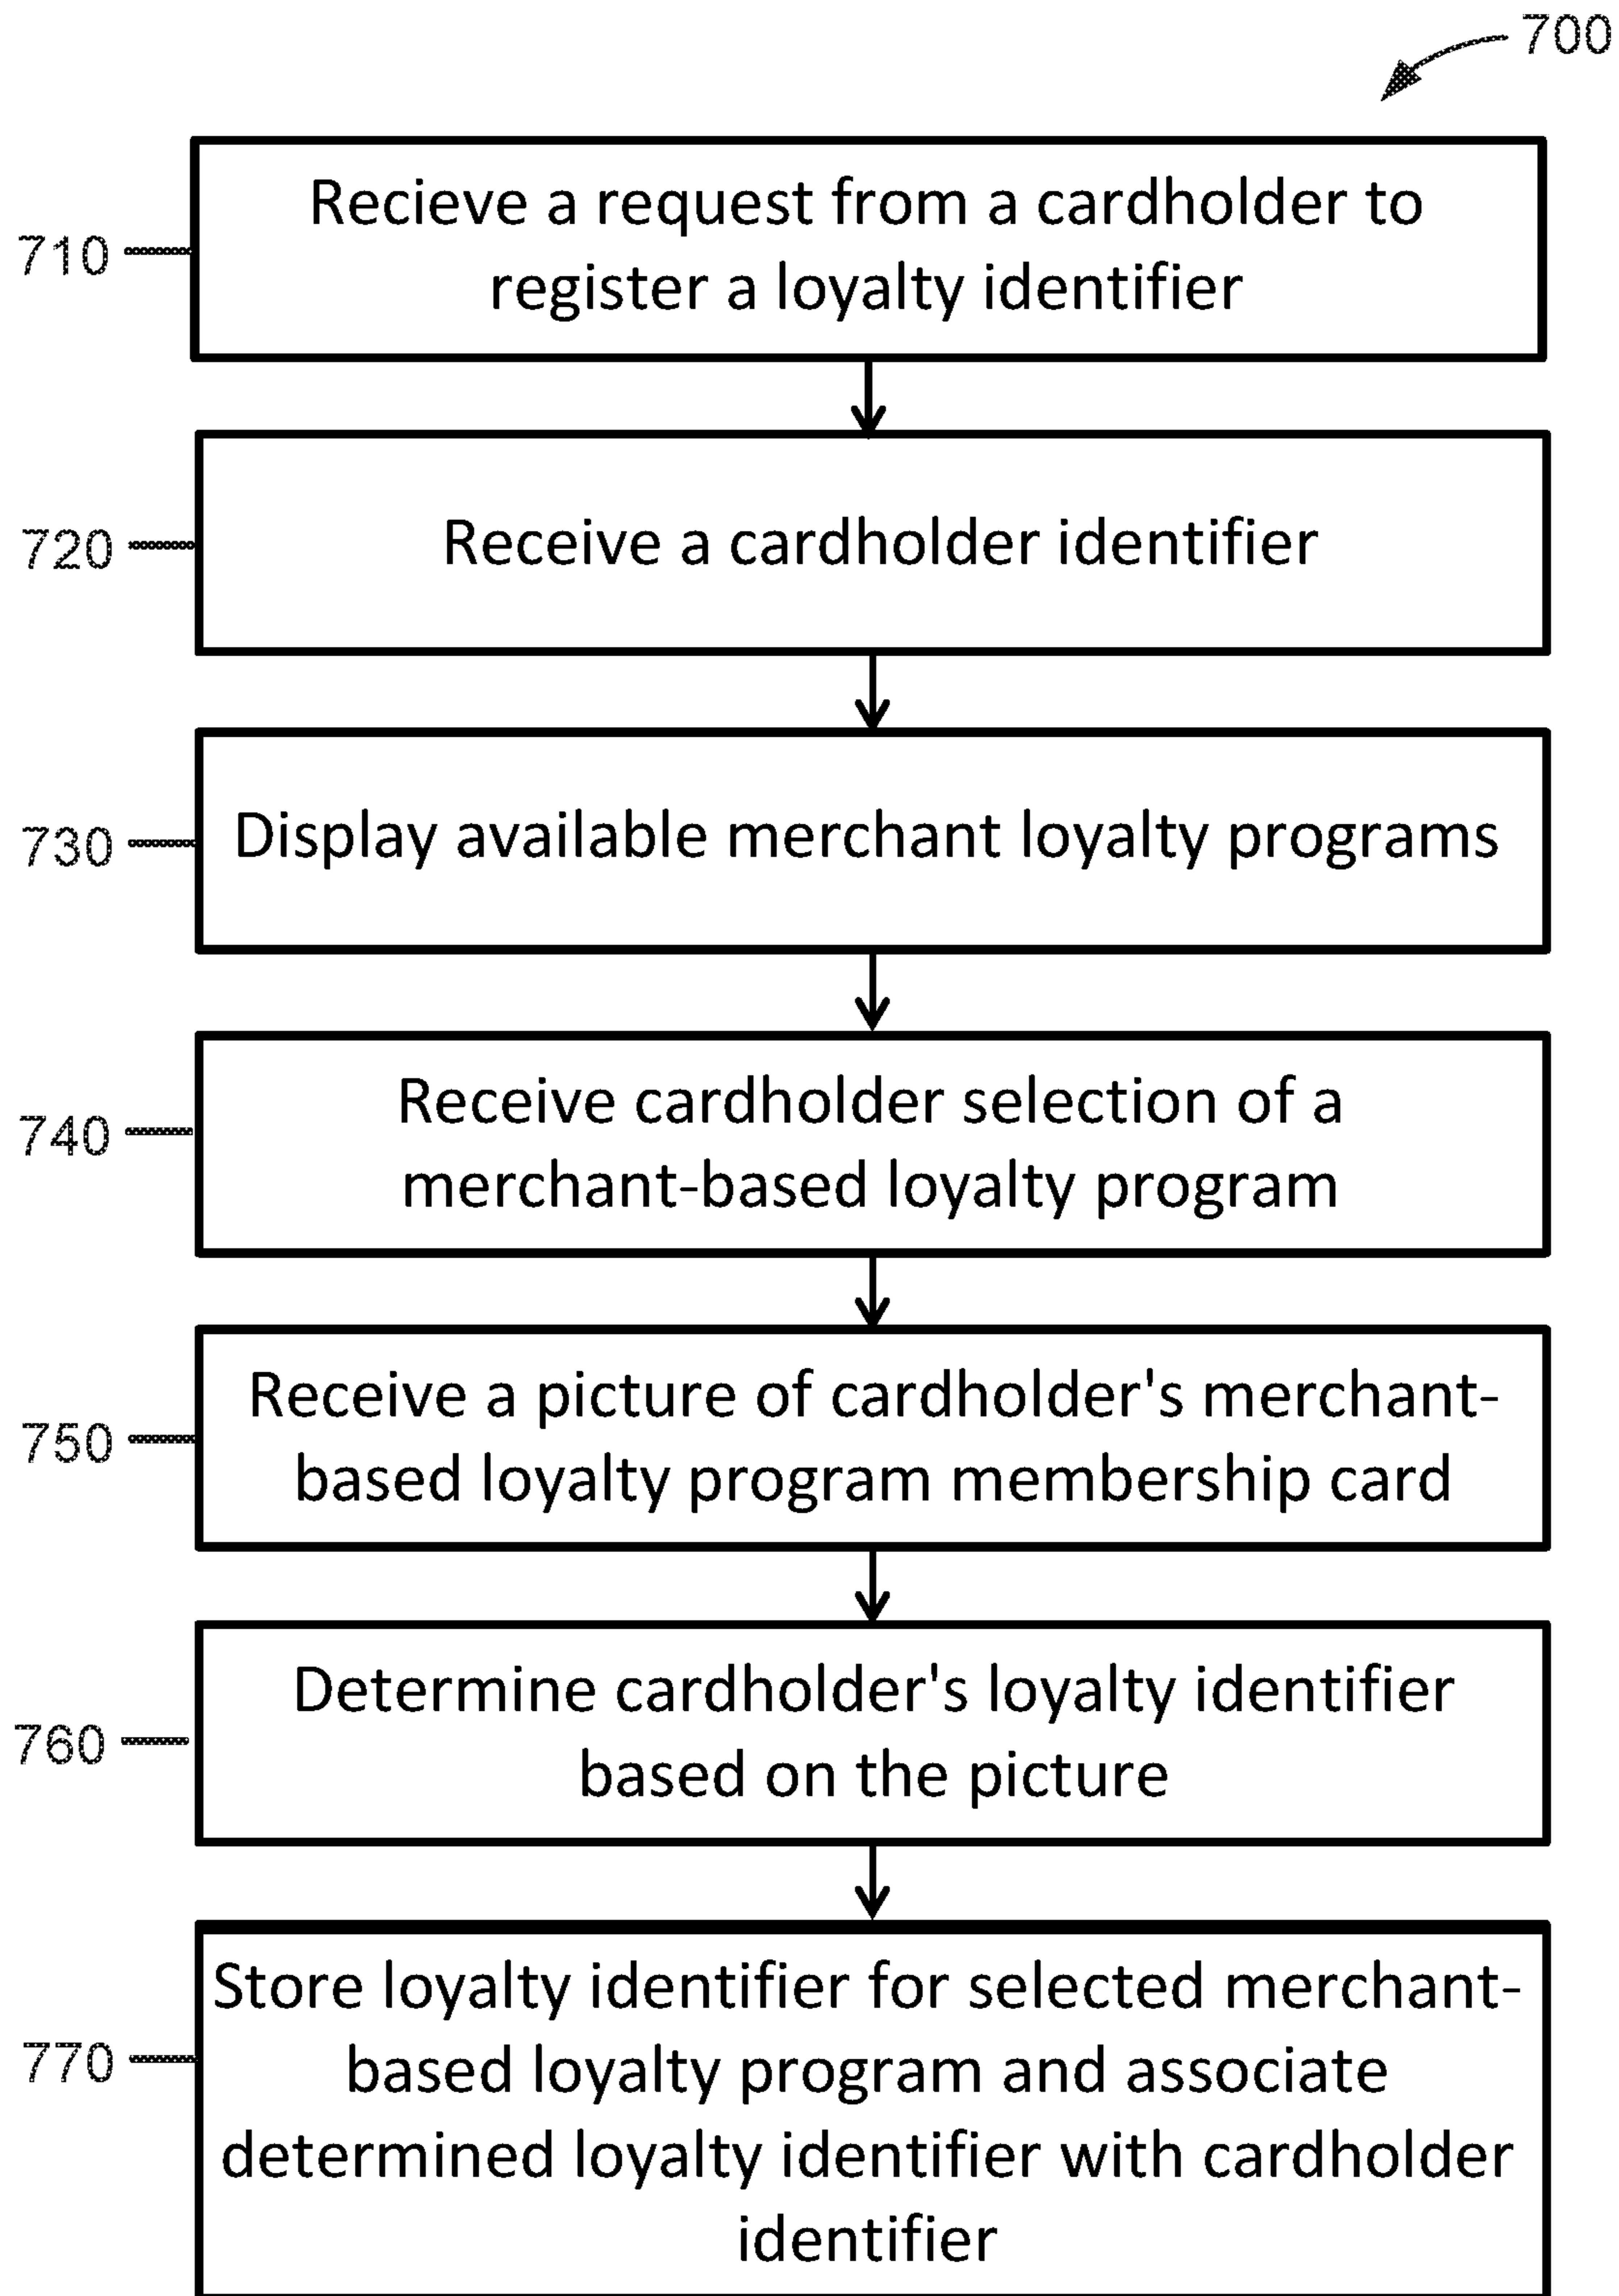 700
710
Recieve a request from a cardholder to
register a loyalty identifier
720
Receive a cardholder identifier
730
Display available merchant loyalty programs
740
Receive cardholder selection of a
merchant-based loyalty program
750
Receive a picture of cardholder's merchant-
based loyalty program membership card
760
Determine cardholder's loyalty identifier
based on the picture
770
Store loyalty identifier for selected merchant-
based loyalty program and associate
determined loyalty identifier with cardholder
identifier